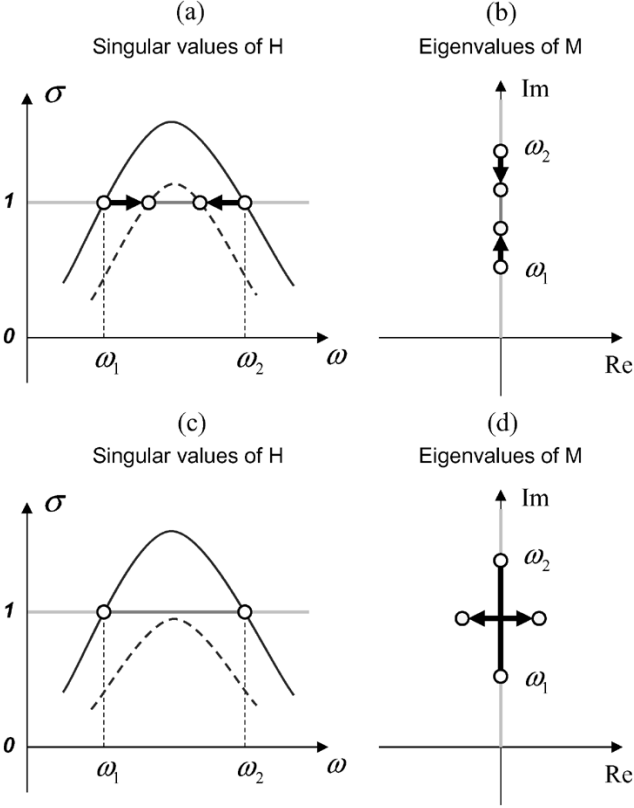 (a)
Singular values of H
σ
1
0
ω₁
ω₂
ω
(b)
Eigenvalues of M
Im
ω₂
ω₁
Re
(c)
Singular values of H
σ
1
0
ω₁
ω₂
ω
(d)
Eigenvalues of M
Im
ω₂
ω₁
Re